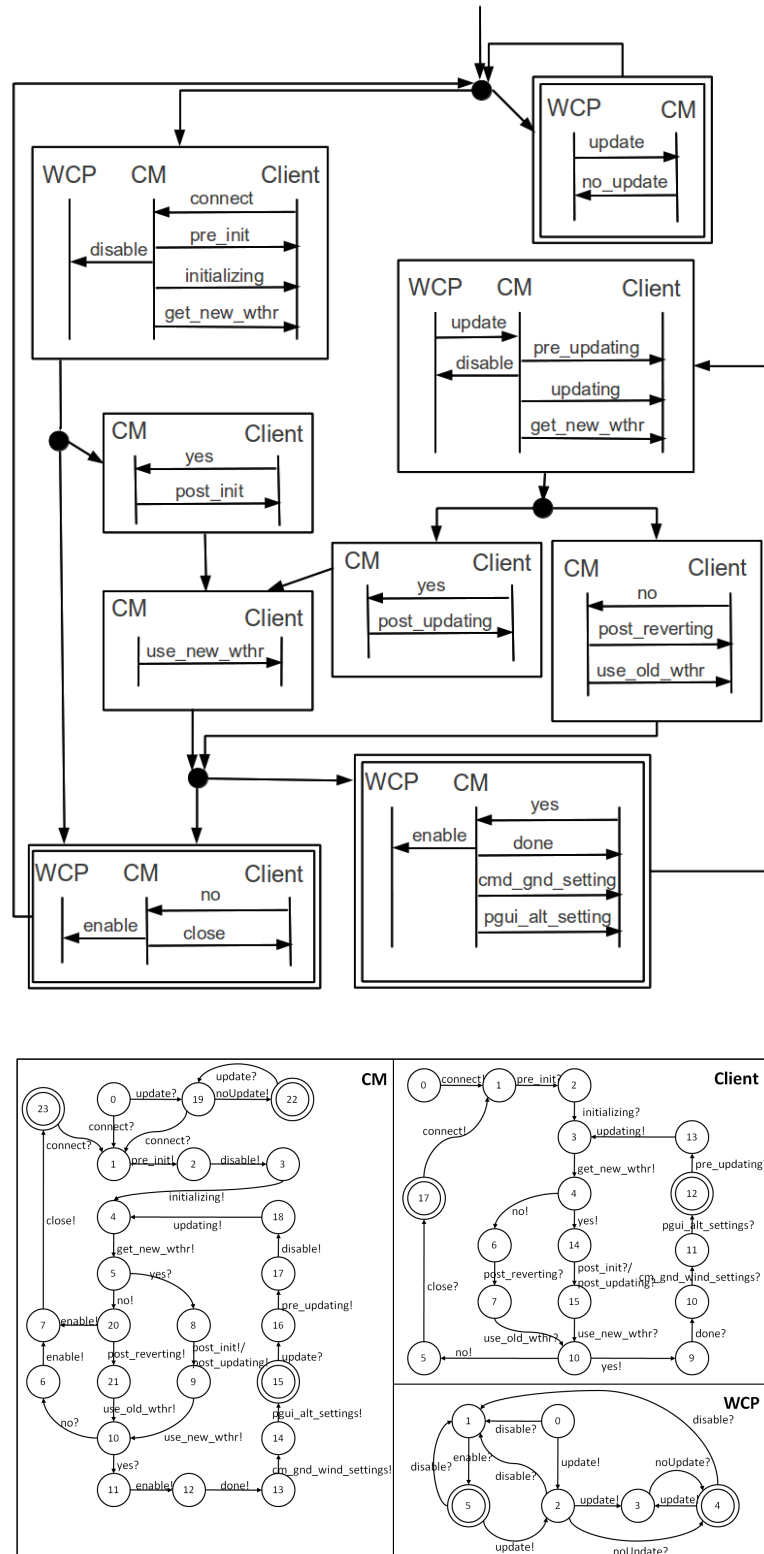 WCP CM
update
no_update
WCP CM Client
connect
pre_init
disable
initializing
get_new_wthr
WCP CM Client
update
pre_updating
disable
updating
get_new_wthr
CM Client
yes
post_init
CM Client
yes
post_updating
CM Client
no
post_reverting
use_old_wthr
CM Client
use_new_wthr
WCP CM
yes
enable
done
cmd_gnd_setting
pgui_alt_setting
WCP CM Client
no
enable
close
CM
update?
23
0
update?
19
noUpdate!
22
connect?
connect?
connect?
1
pre_init!
2
disable!
3
initializing!
4
updating!
18
get_new_wthr!
disable!
close!
5
yes?
17
no!
pre_updating!
7
enable!
20
8
16
enable!
post_reverting!
post_init!/
post_updating!
update?
6
21
9
15
use_old_wthr!
pgui_alt_settings!
no?
10
use_new_wthr!
14
yes?
cm_gnd_wind_settings!
11
enable!
12
done!
13
Client
0
connect!
1
pre_init?
2
initializing?
connect!
3
updating!
13
get_new_wthr!
pre_updating?
17
4
12
no!
yes!
pgui_alt_settings?
6
14
11
post_reverting?
post_init?/
post_updating?
cm_gnd_wind_settings?
close?
7
15
10
use_old_wthr?
use_new_wthr?
done?
5
no!
10
yes!
9
WCP
disable?
1
disable?
0
enable?
disable?
disable?
update!
noUpdate?
5
2
update!
3
update!
4
update!
noUpdate?